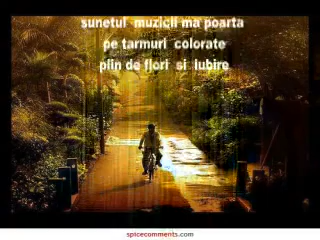 sunetul muzicii ma poarta
pe tarmuri colorate
plin de flori si iubire
spicecomments.com